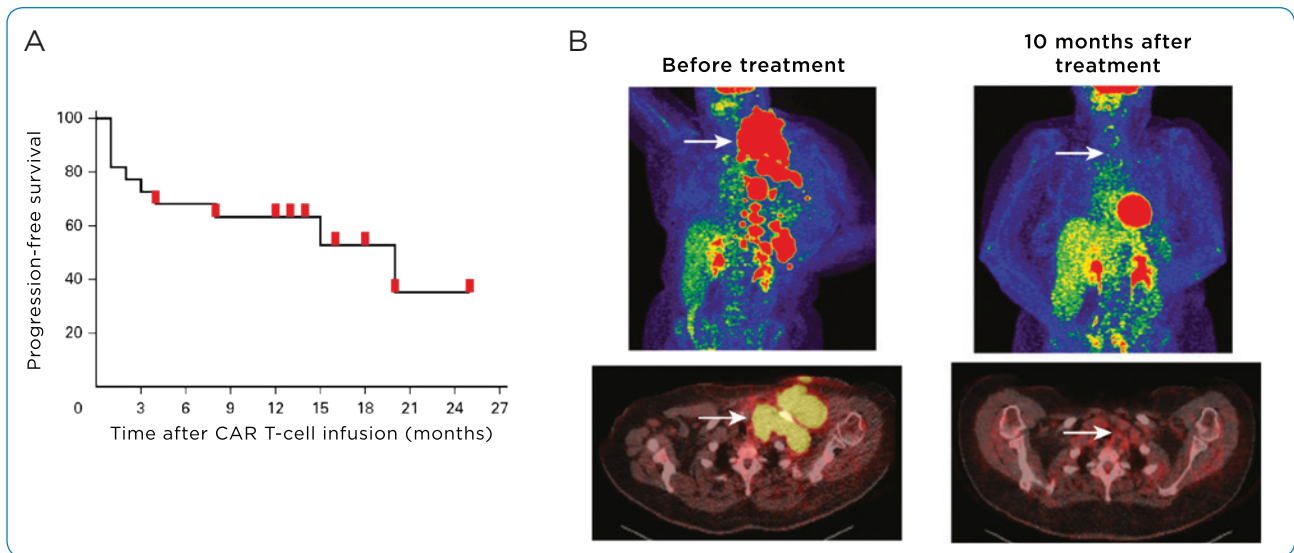 A
Progression-free survival
100
80
60
40
20
0 3 6 9 12 15 18 21 24 27
Time after CAR T-cell infusion (months)
B
Before treatment
10 months after
treatment